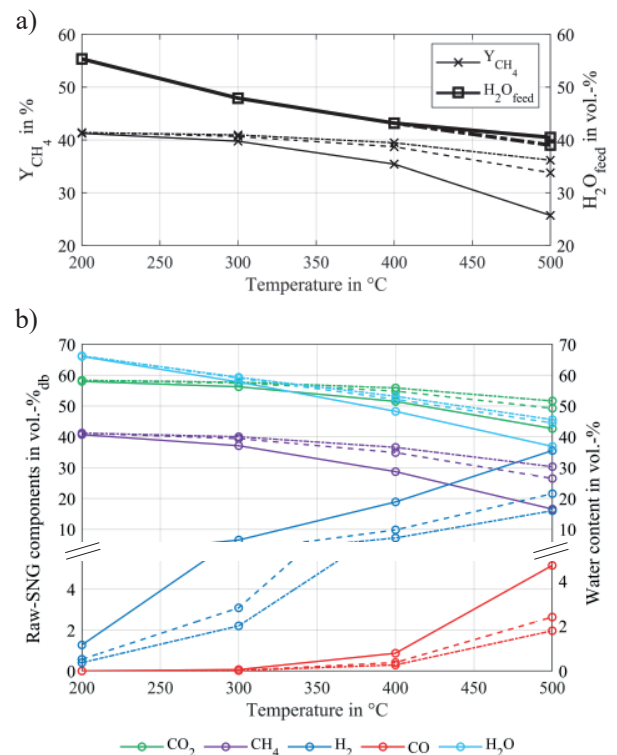 a)
60
50
40
30
20
Y_CH4 in %
Y_CH4
H2O_feed
60
50
40
30
20
H2O_feed in vol.-%
200 250 300 350 400 450 500
Temperature in °C
b)
70
60
50
40
30
20
10
4
2
0
Raw-SNG components in vol.-%_db
70
60
50
40
30
20
10
4
2
0
Water content in vol.-%
200 250 300 350 400 450 500
Temperature in °C
CO2 CH4 H2 CO H2O